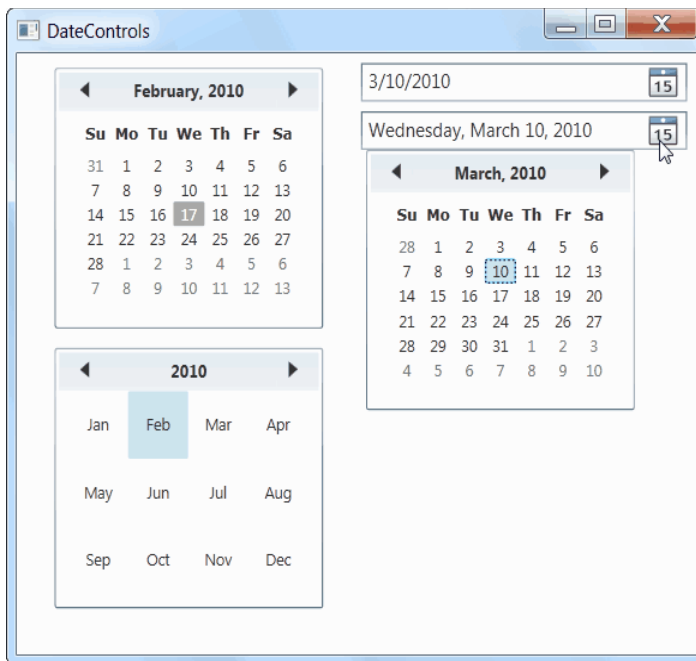 DateControls
February, 2010
Su Mo Tu We Th Fr Sa
31 1 2 3 4 5 6
7 8 9 10 11 12 13
14 15 16 17 18 19 20
21 22 23 24 25 26 27
28 1 2 3 4 5 6
7 8 9 10 11 12 13
2010
Jan Feb Mar Apr
May Jun Jul Aug
Sep Oct Nov Dec
3/10/2010
15
Wednesday, March 10, 2010
15
March, 2010
Su Mo Tu We Th Fr Sa
28 1 2 3 4 5 6
7 8 9 10 11 12 13
14 15 16 17 18 19 20
21 22 23 24 25 26 27
28 29 30 31 1 2 3
4 5 6 7 8 9 10